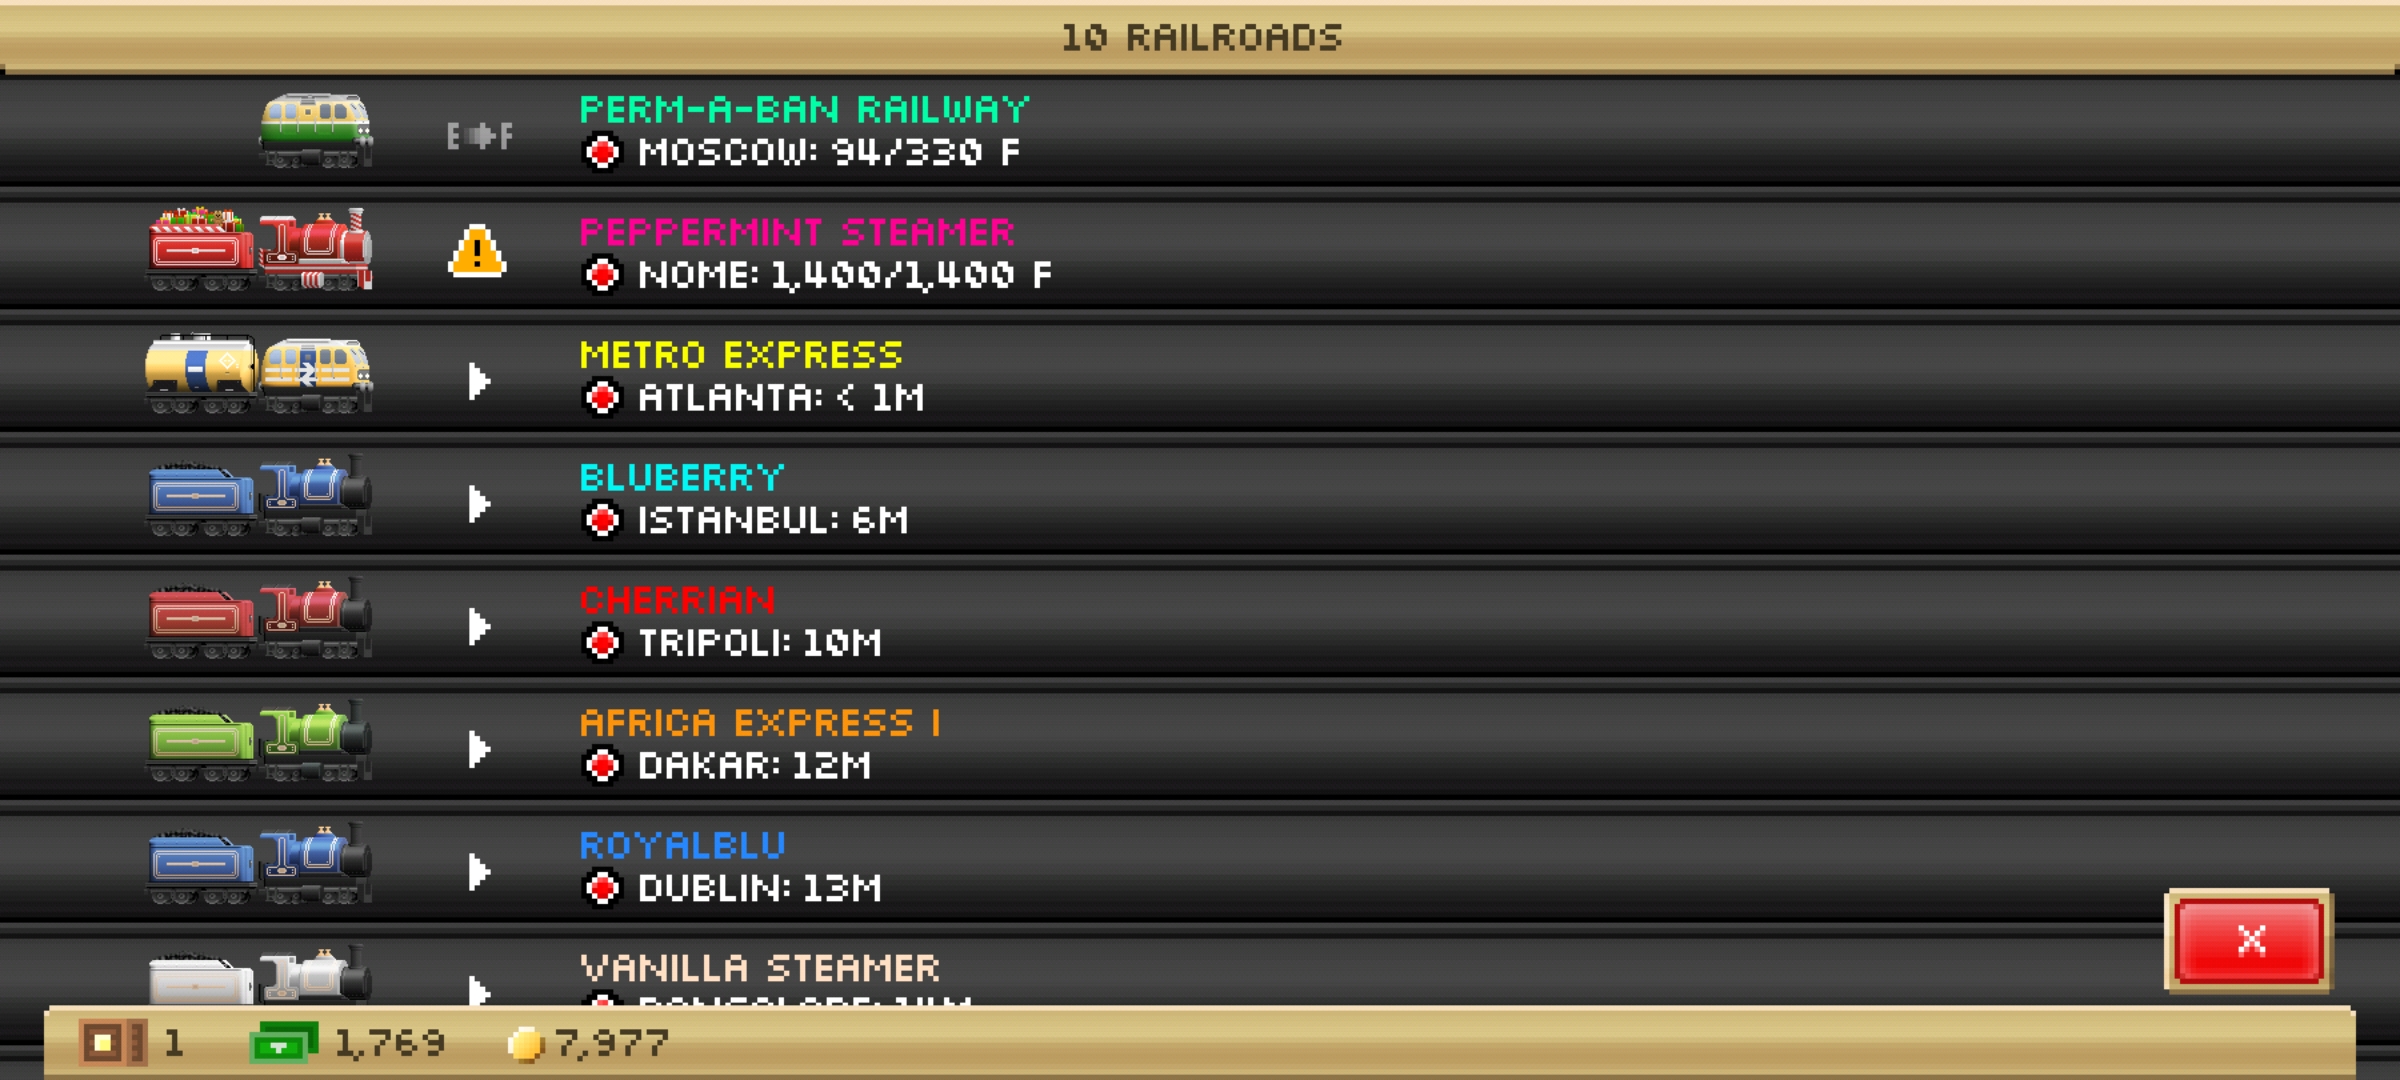 10 RAILROADS
PERM-A-BAN RAILWAY
E F
MOSCOW: 94/330 F
PEPPERMINT STEAMER
NOME: 1,400/1,400 F
METRO EXPRESS
ATLANTA: < 1M
BLUBERRY
ISTANBUL: 6M
CHERRIAN
TRIPOLI: 10M
AFRICA EXPRESS I
DAKAR: 12M
ROYALBLU
DUBLIN: 13M
X
VANILLA STEAMER
1 1,769 7,977